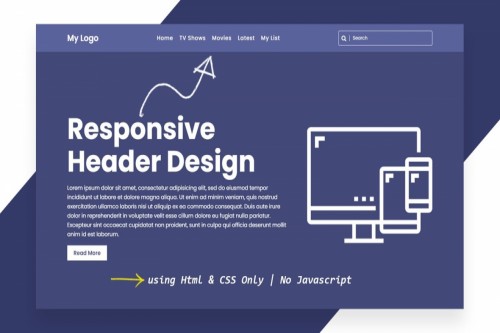 My Logo
Home TV Shows Movies Latest My List
Search
Responsive
Header Design
Lorem ipsum dolor sit amet, consectetur adipisicing elit, sed do eiusmod tempor
incididunt ut labore et dolore magna aliqua. Ut enim ad minim veniam, quis nostrud
exercitation ullamco laboris nisi ut aliquip ex ea commodo consequat. Duis aute irure
dolor in reprehenderit in voluptate velit esse cillum dolore eu fugiat nulla pariatur.
Excepteur sint occaecat cupidatat non proident, sunt in culpa qui officia deserunt mollit
anim id est laborum.
Read More
using Html & CSS Only | No Javascript